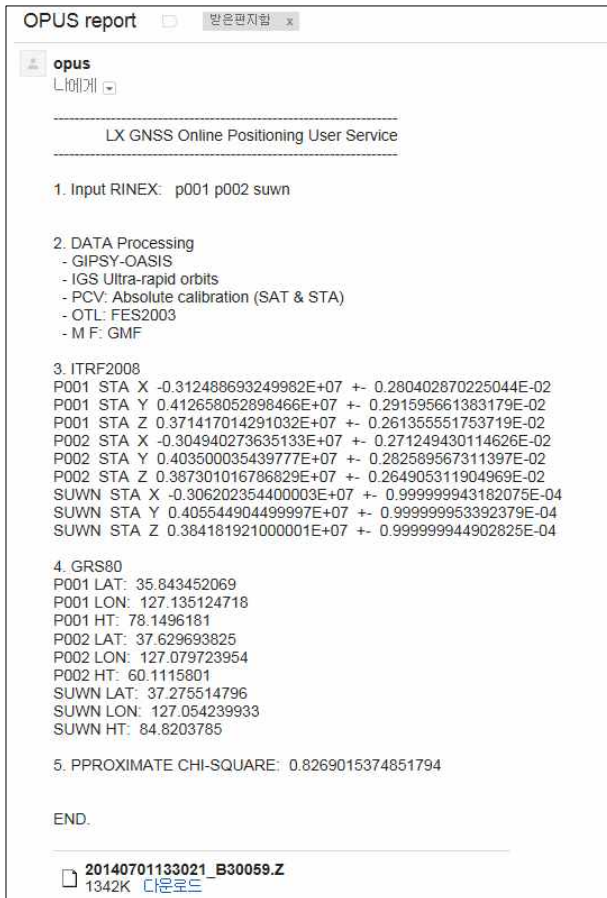 OPUS report 받은편지함 x
opus
나에게
------------------------------------------------------------------
LX GNSS Online Positioning User Service
------------------------------------------------------------------
1. Input RINEX: p001 p002 suwn
2. DATA Processing
- GIPSY-OASIS
- IGS Ultra-rapid orbits
- PCV: Absolute calibration (SAT & STA)
- OTL: FES2003
- M F: GMF
3. ITRF2008
P001 STA X -0.312488693249982E+07 +- 0.280402870225044E-02
P001 STA Y 0.412658052898466E+07 +- 0.291595661383179E-02
P001 STA Z 0.371417014291032E+07 +- 0.261355551753719E-02
P002 STA X -0.304940273635133E+07 +- 0.271249430114626E-02
P002 STA Y 0.403500035439777E+07 +- 0.282589567311397E-02
P002 STA Z 0.387301016786829E+07 +- 0.264905311904969E-02
SUWN STA X -0.306202354400003E+07 +- 0.999999943182075E-04
SUWN STA Y 0.405544904499997E+07 +- 0.999999953392379E-04
SUWN STA Z 0.384181921000001E+07 +- 0.999999944902825E-04
4. GRS80
P001 LAT: 35.843452069
P001 LON: 127.135124718
P001 HT: 78.1496181
P002 LAT: 37.629693825
P002 LON: 127.079723954
P002 HT: 60.1115801
SUWN LAT: 37.275514796
SUWN LON: 127.054239933
SUWN HT: 84.8203785
5. PPROXIMATE CHI-SQUARE: 0.8269015374851794
END.
20140701133021_B30059.Z
1342K 다운로드